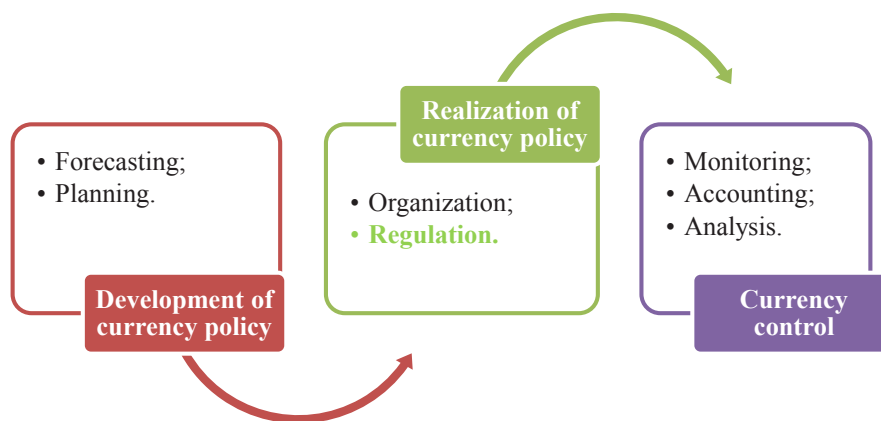 • Forecasting;
• Planning.
Development of
currency policy
Realization of
currency policy
• Organization;
• Regulation.
• Monitoring;
• Accounting;
• Analysis.
Currency
control